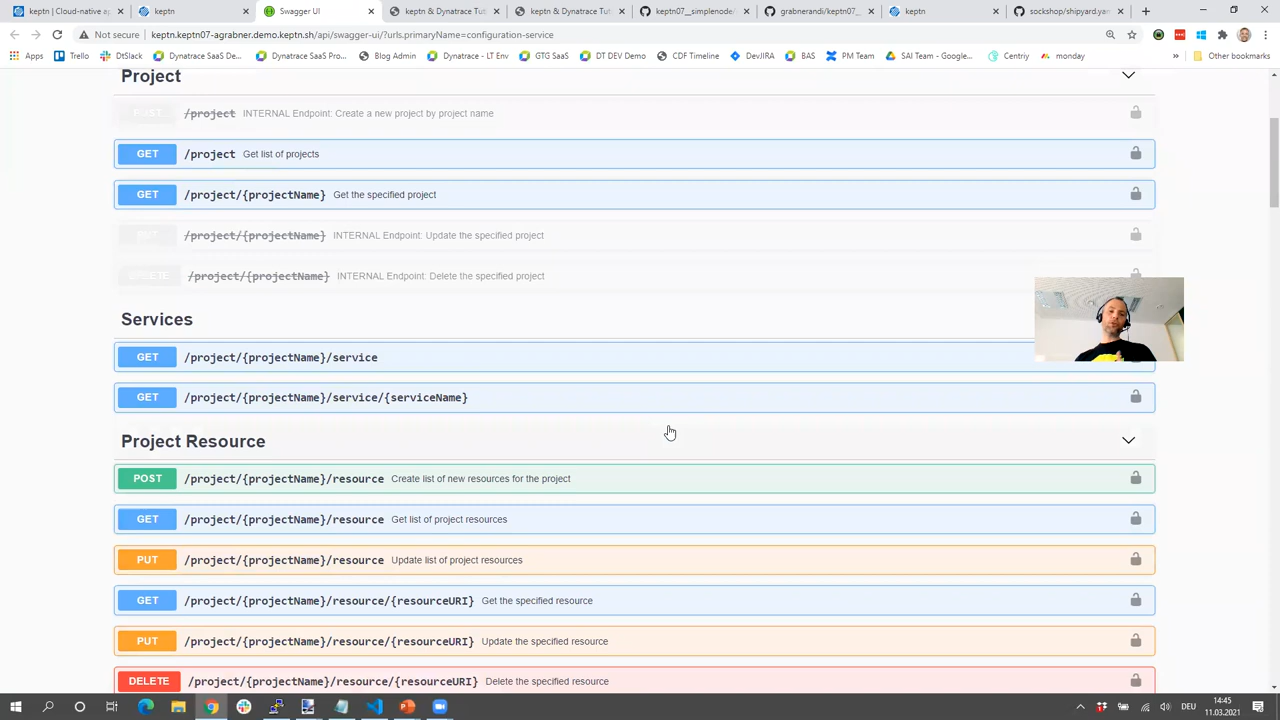 keptn | Cloud-native a
keptn
Swagger UI
keptn & Dynatrace Tut
keptn & Dynatrace Tut
keptn07__simplenode/
grabnerandi/keptn07_
keptn
sockshop/shipyard.yam
Not secure
keptn.keptn07-agrabner.demo.keptn.sh/api/swagger-ui/?urls.primaryName=configuration-service
Apps
Trello
DtSlack
Dynatrace SaaS De...
Dynatrace SaaS Pro...
Blog Admin
Dynatrace - LT Env
GTG SaaS
DT DEV Demo
CDF Timeline
DevJIRA
BAS
PM Team
SAI Team - Google...
Centriy
monday
»
Other bookmarks
Project
POST /project INTERNAL Endpoint: Create a new project by project name
GET /project Get list of projects
GET /project/{projectName} Get the specified project
PUT /project/{projectName} INTERNAL Endpoint: Update the specified project
DELETE /project/{projectName} INTERNAL Endpoint: Delete the specified project
Services
GET /project/{projectName}/service
GET /project/{projectName}/service/{serviceName}
Project Resource
POST /project/{projectName}/resource Create list of new resources for the project
GET /project/{projectName}/resource Get list of project resources
PUT /project/{projectName}/resource Update list of project resources
GET /project/{projectName}/resource/{resourceURI} Get the specified resource
PUT /project/{projectName}/resource/{resourceURI} Update the specified resource
DELETE /project/{projectName}/resource/{resourceURI} Delete the specified resource
DEU
14:45
11.03.2021